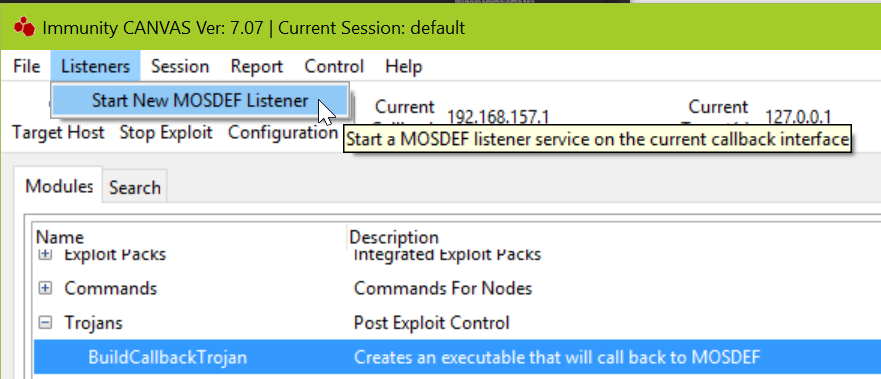 Immunity CANVAS Ver: 7.07 | Current Session: default
File Listeners Session Report Control Help
Start New MOSDEF Listener
Current 192.168.157.1 Current 127.0.0.1
Target Host Stop Exploit Configuration
Start a MOSDEF listener service on the current callback interface
Modules Search
Name Description
Exploit Packs Integrated Exploit Packs
Commands Commands For Nodes
Trojans Post Exploit Control
BuildCallbackTrojan Creates an executable that will call back to MOSDEF